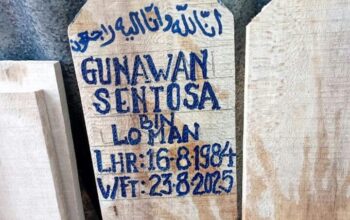 انا لله وانا اليه راجعون
GUNAWAN
SENTOSA
BIN
LOMAN
LHR:16-8-1984
W/FT:23-8-2025